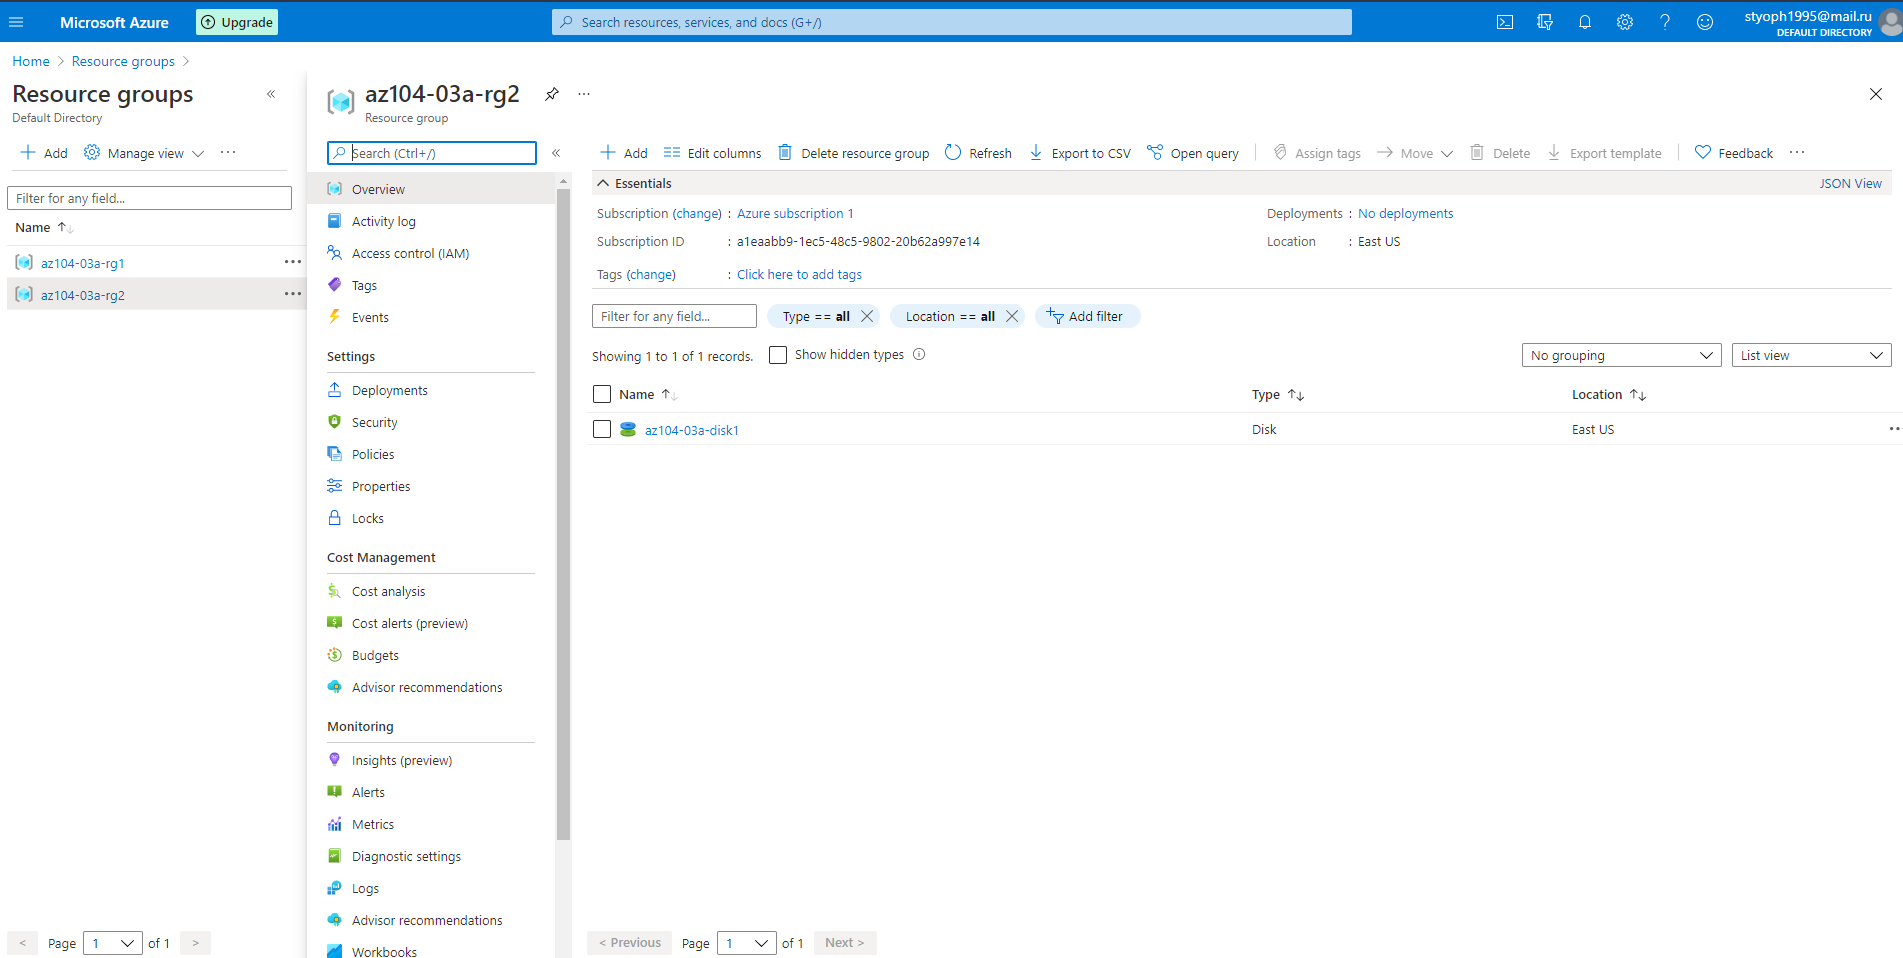 Microsoft Azure
Upgrade
Search resources, services, and docs (G+/)
styoph1995@mail.ru
DEFAULT DIRECTORY
Home > Resource groups >
Resource groups
Default Directory
Add
Manage view
Filter for any field...
Name
az104-03a-rg1
az104-03a-rg2
< Page 1 of 1 >
az104-03a-rg2
Resource group
Search (Ctrl+/)
Overview
Activity log
Access control (IAM)
Tags
Events
Settings
Deployments
Security
Policies
Properties
Locks
Cost Management
Cost analysis
Cost alerts (preview)
Budgets
Advisor recommendations
Monitoring
Insights (preview)
Alerts
Metrics
Diagnostic settings
Logs
Advisor recommendations
Workbooks
Add Edit columns Delete resource group Refresh Export to CSV Open query Assign tags Move Delete Export template Feedback
Essentials
JSON View
Subscription (change) : Azure subscription 1
Deployments : No deployments
Subscription ID : a1eaabb9-1ec5-48c5-9802-20b62a997e14
Location : East US
Tags (change) : Click here to add tags
Filter for any field...
Type == all
Location == all
Add filter
Showing 1 to 1 of 1 records.
Show hidden types
No grouping
List view
Name Type Location
az104-03a-disk1 Disk East US
< Previous Page 1 of 1 Next >